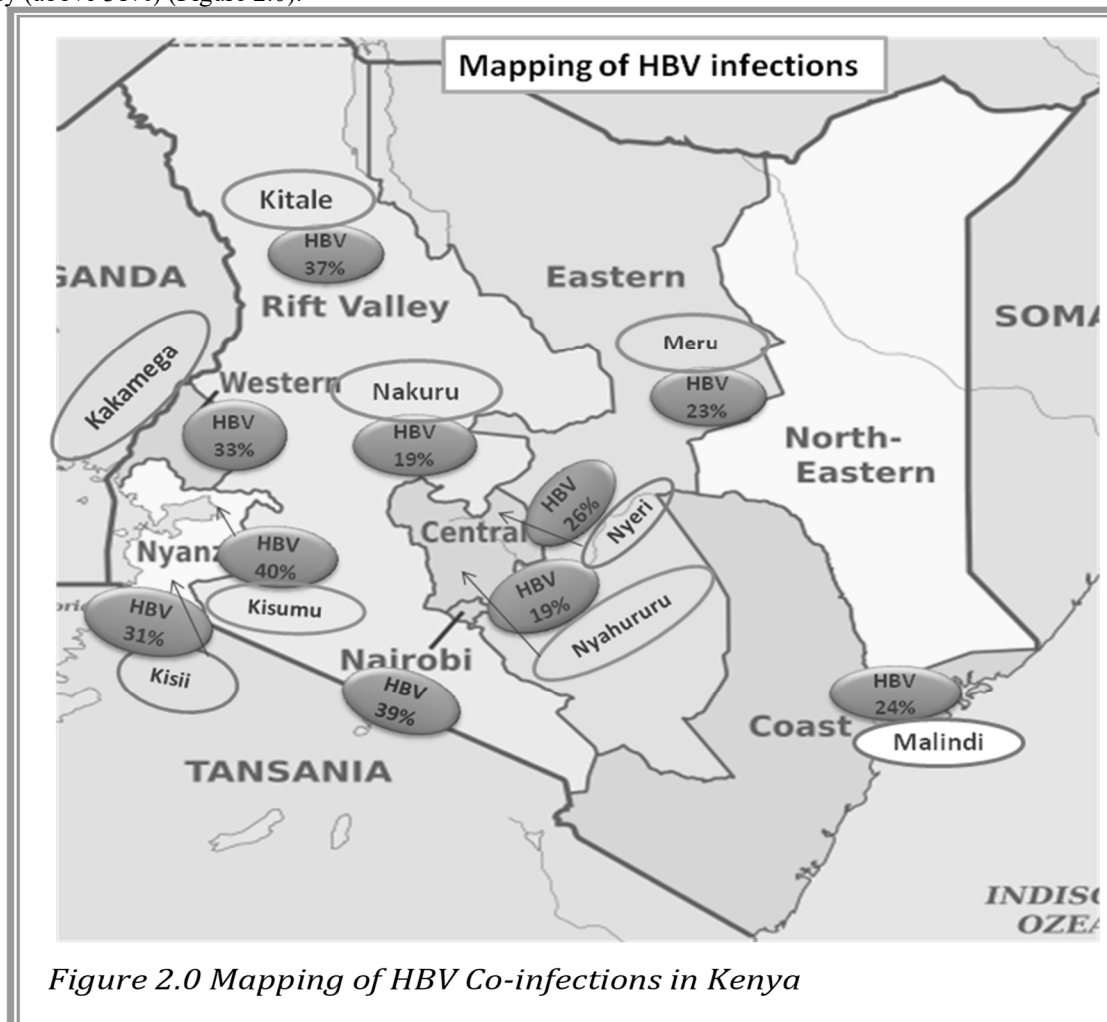 (Figure 2.0).
Mapping of HBV infections
Kitale
HBV
37%
GANDA
Rift Valley
Eastern
SOMA
Kakamega
Western
Nakuru
Meru
HBV
23%
HBV
33%
HBV
19%
North-
Eastern
HBV
26%
Nyeri
Central
Nyanz
HBV
40%
Kisumu
HBV
19%
Nyahururu
HBV
31%
Kisii
Nairobi
HBV
39%
HBV
24%
Coast
Malindi
TANSANIA
INDISC
OZEA
Figure 2.0 Mapping of HBV Co-infections in Kenya